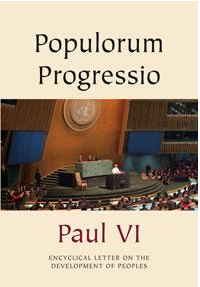 Populorum
Progressio
Paul VI
ENCYCLICAL LETTER ON THE
DEVELOPMENT OF PEOPLES